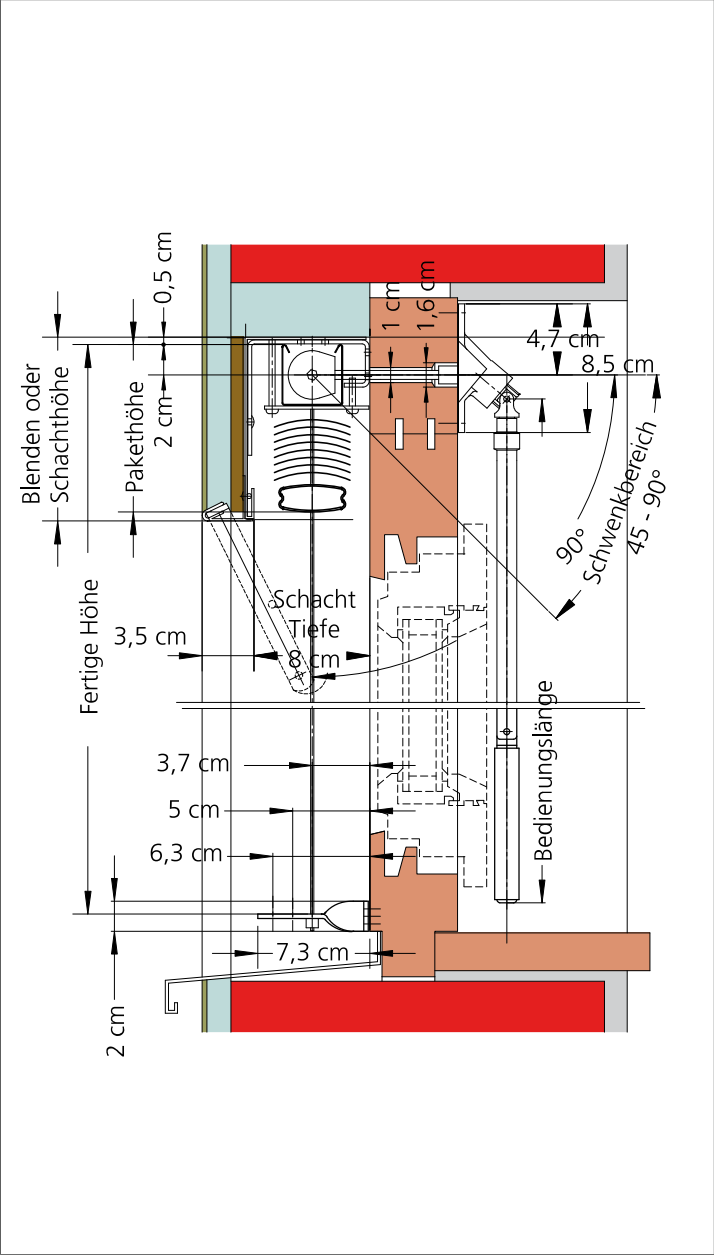 0,5 cm
1 cm
1,6 cm
4,7 cm
8,5 cm
Blenden oder
Schachthöhe
Pakethöhe
2 cm
90°
Schwenkbereich
45 - 90°
Fertige Höhe
3,5 cm
Schacht
Tiefe
8 cm
3,7 cm
5 cm
6,3 cm
Bedienungslänge
7,3 cm
2 cm